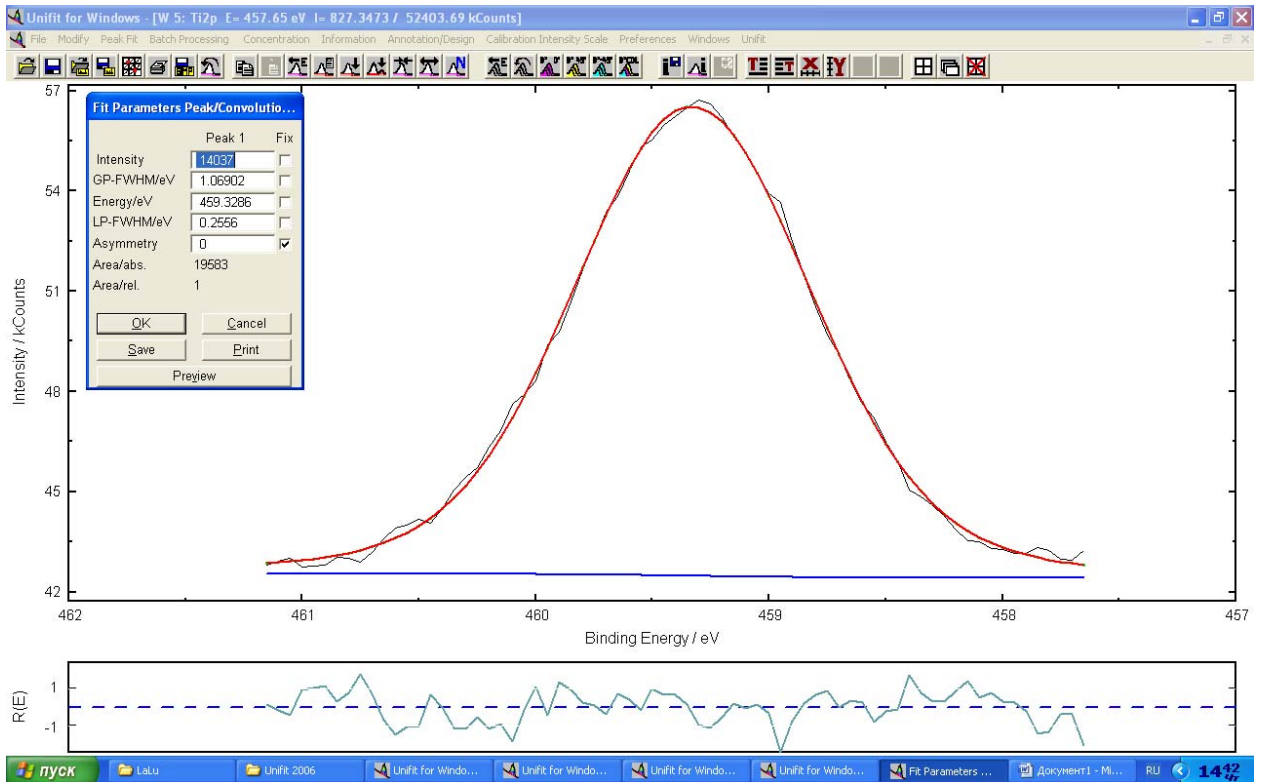 Unifit for Windows - [W 5: Ti2p E= 457.65 eV I= 827.3473 / 52403.69 kCounts]
File Modify Peak Fit Batch Processing Concentration Information Annotation/Design Calibration Intensity Scale Preferences Windows Unifit
Fit Parameters Peak/Convolutio...
Peak 1 Fix
Intensity 14037
GP-FWHM/eV 1.06902
Energy/eV 459.3286
LP-FWHM/eV 0.2556
Asymmetry 0
Area/abs. 19583
Area/rel. 1
OK Cancel
Save Print
Preview
Intensity / kCounts
57
54
51
48
45
42
462 461 460 459 458 457
Binding Energy / eV
R(E)
1
-1
пуск LaLu Unifit 2006 Unifit for Windo... Unifit for Windo... Unifit for Windo... Unifit for Windo... Fit Parameters ... Документ1 - Mi... RU 14 42